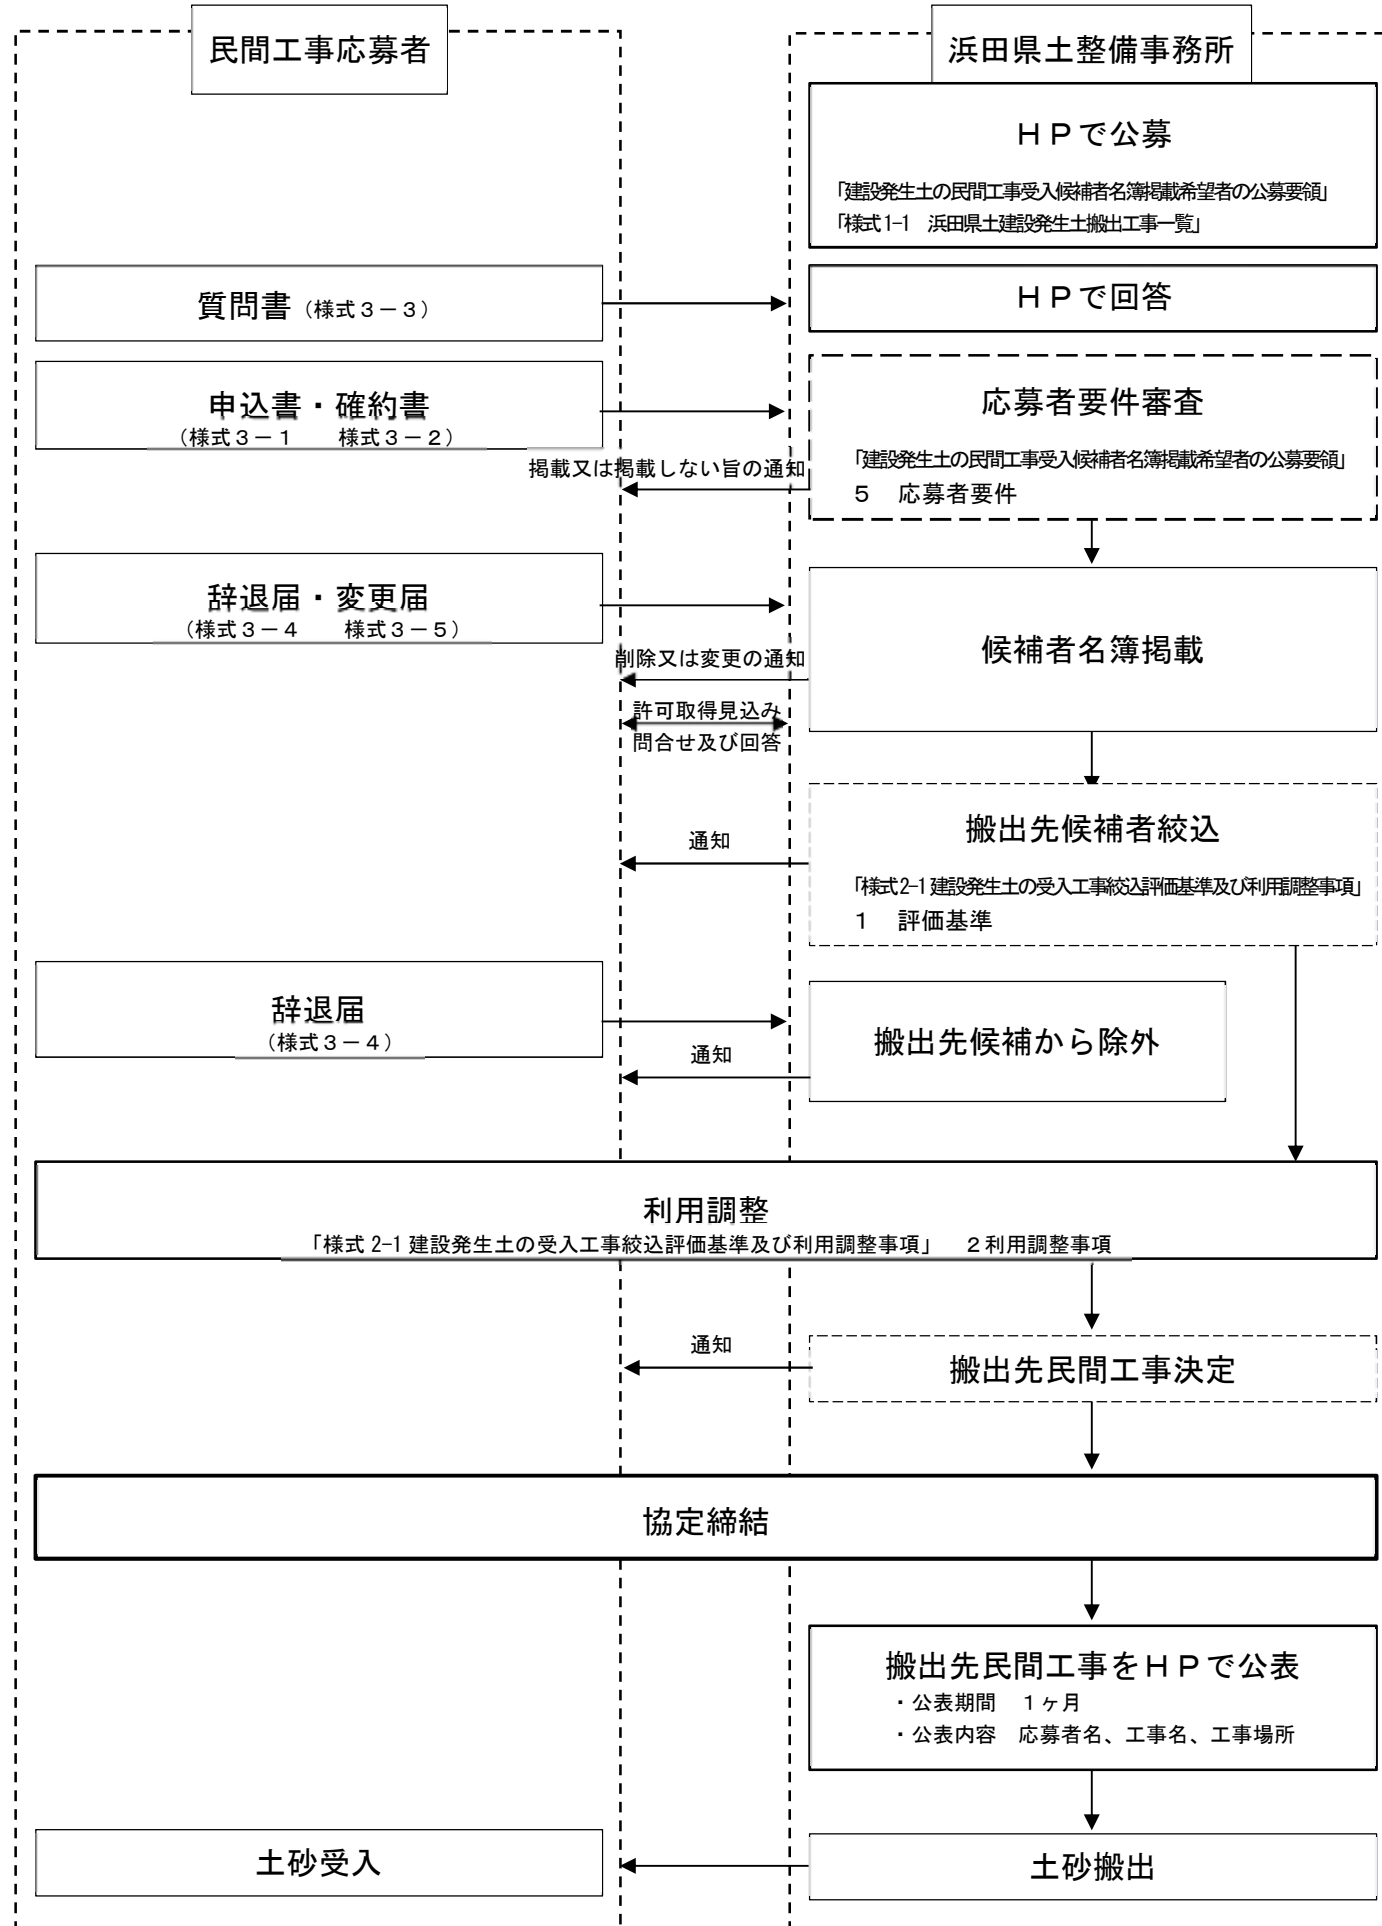 民間工事応募者
浜田県土整備事務所
ＨＰで公募
「建設発生土の民間工事受入候補者名簿掲載希望者の公募要領」
「様式1-1　浜田県土建設発生土搬出工事一覧」
質問書（様式３－３）
ＨＰで回答
申込書・確約書
（様式３－１　　様式３－２）
応募者要件審査
「建設発生土の民間工事受入候補者名簿掲載希望者の公募要領」
５　応募者要件
掲載又は掲載しない旨の通知
辞退届・変更届
（様式３－４　　様式３－５）
候補者名簿掲載
削除又は変更の通知
許可取得見込み
問合せ及び回答
搬出先候補者絞込
「様式2-1 建設発生土の受入工事絞込評価基準及び利用調整事項」
１　評価基準
通知
辞退届
（様式３－４）
搬出先候補から除外
通知
利用調整
「様式 2-1 建設発生土の受入工事絞込評価基準及び利用調整事項」　２利用調整事項
通知
搬出先民間工事決定
協定締結
搬出先民間工事をＨＰで公表
・公表期間　１ヶ月
・公表内容　応募者名、工事名、工事場所
土砂受入
土砂搬出